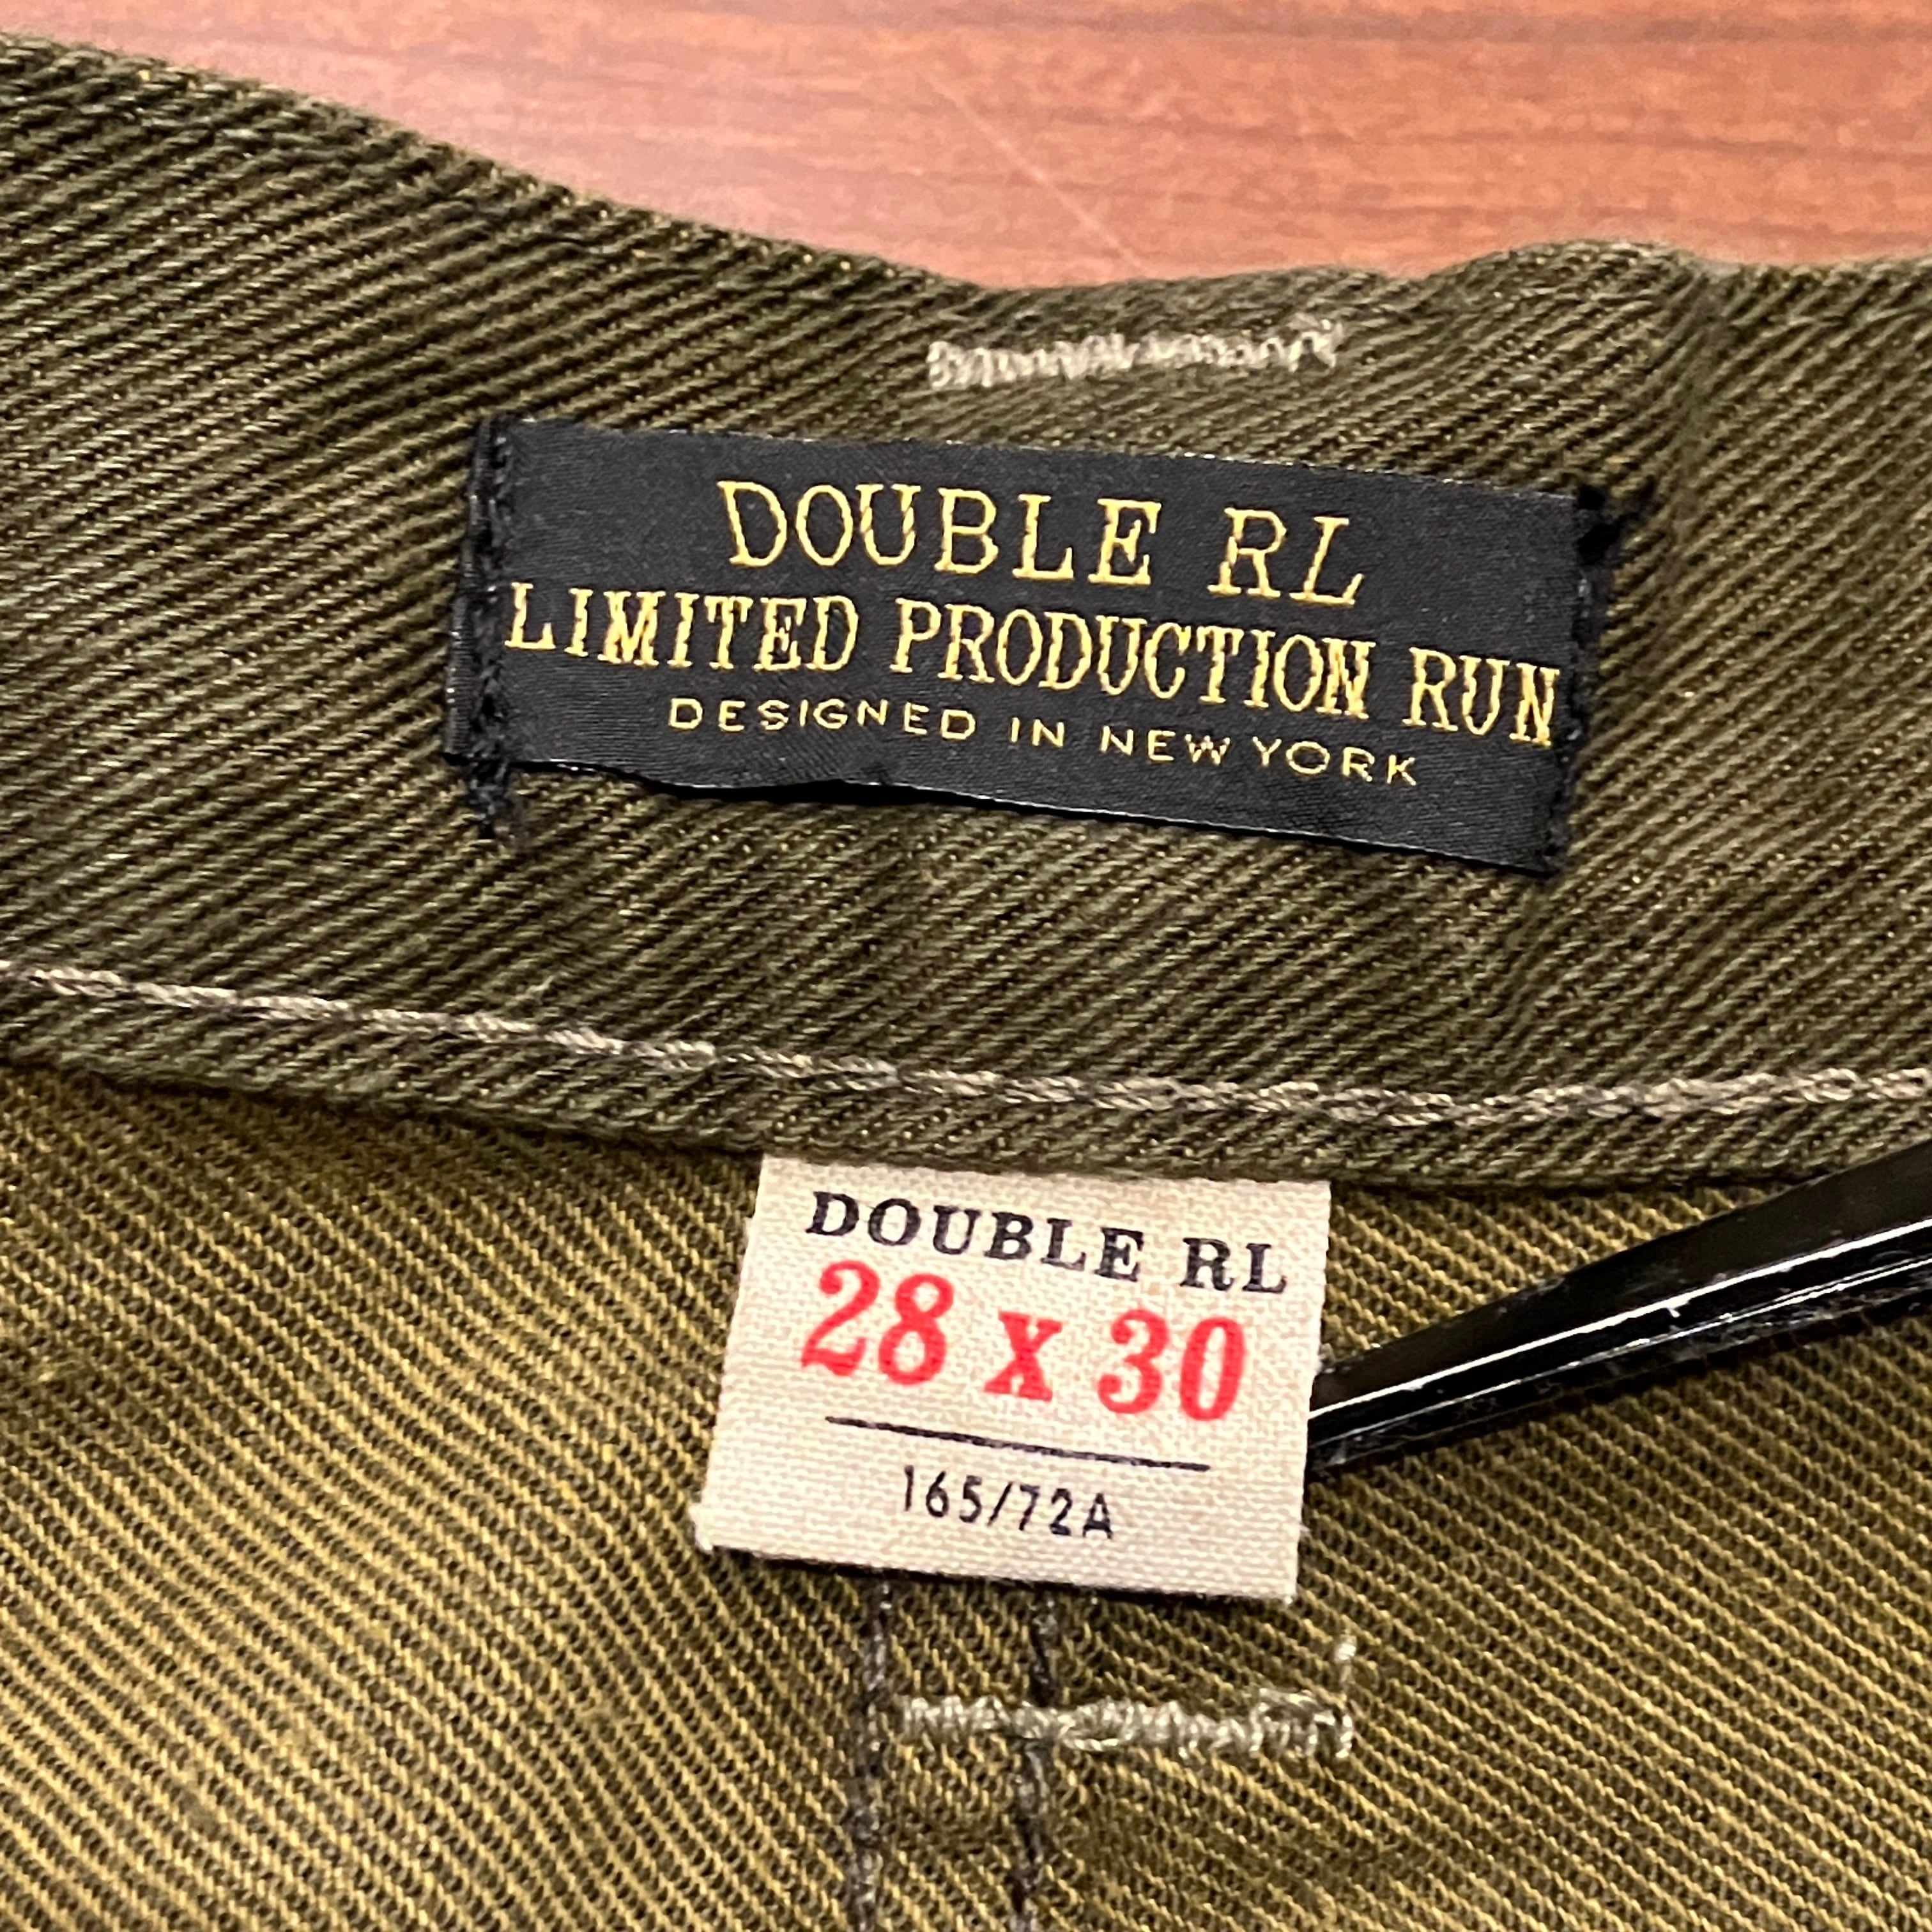 DOUBLE RL
LIMITED PRODUCTION RUN
DESIGNED IN NEW YORK
DOUBLE RL
28 x 30
165/72A